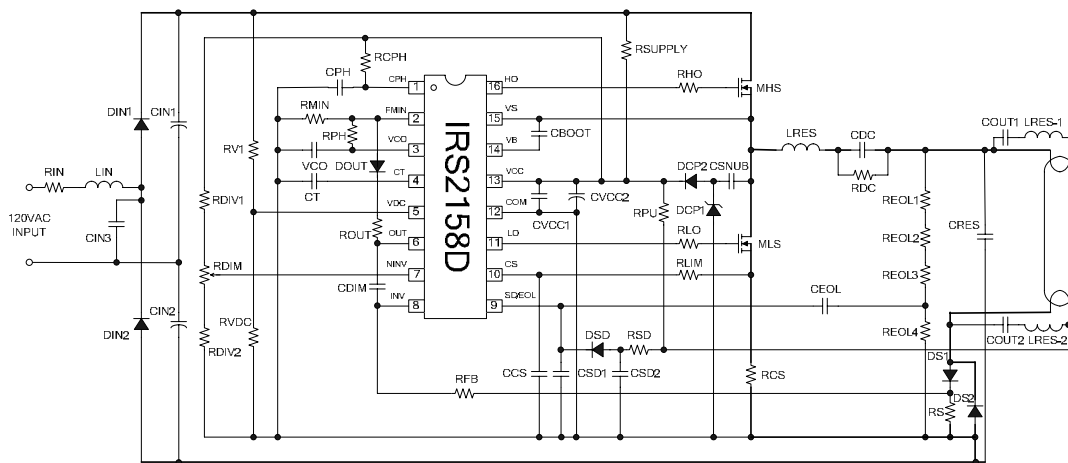 RSUPPLY
RCPH
CPH
CPH
1
16
HO
RHO
MHS
DIN1
CIN1
RMIN
FMIN
2
15
VS
RPH
VCO
3
14
VB
CBOOT
LRES
CDC
COUT1 LRES-1
RV1
VCO
DOUT
CT
CT
4
13
VCC
DCP2
CSNUB
RDC
RIN
LIN
IRS2158D
120VAC
INPUT
CIN3
RDIV1
VDC
5
12
COM
CVCC1
CVCC2
RPU
DCP1
REOL1
ROUT
OUT
6
11
LO
RLO
MLS
REOL2
CRES
RDIM
NINV
7
10
CS
RLIM
REOL3
CDIM
INV
8
9
SD/EOL
CEOL
DIN2
CIN2
RVDC
RDIV2
DSD
RSD
REOL4
COUT2 LRES-2
CCS
CSD1
CSD2
RCS
DS1
RFB
DS2
RS